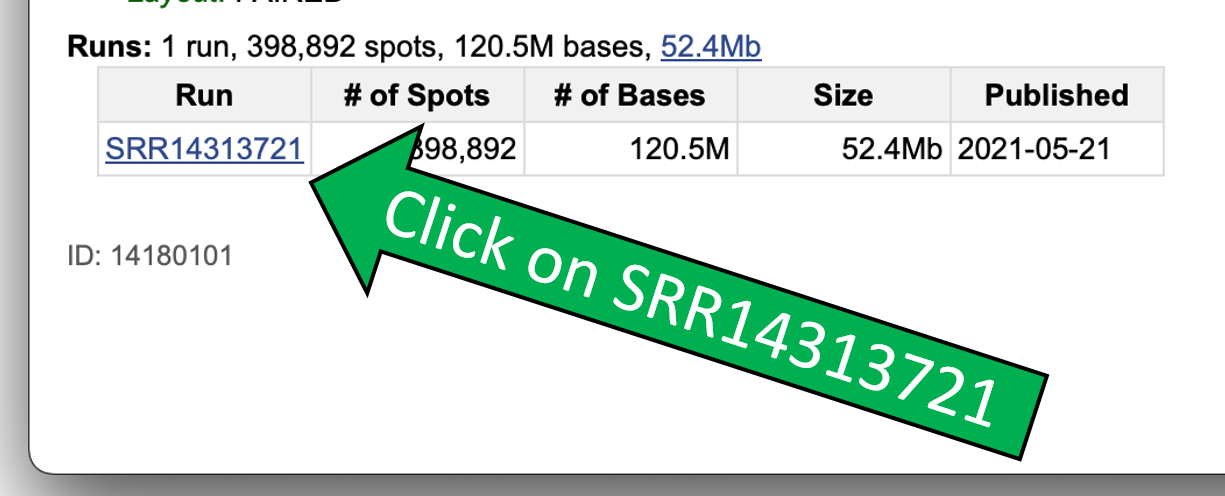 Layout: PAIRED
Runs: 1 run, 398,892 spots, 120.5M bases, 52.4Mb
Run # of Spots # of Bases Size Published
SRR14313721 398,892 120.5M 52.4Mb 2021-05-21
Click on SRR14313721
ID: 14180101